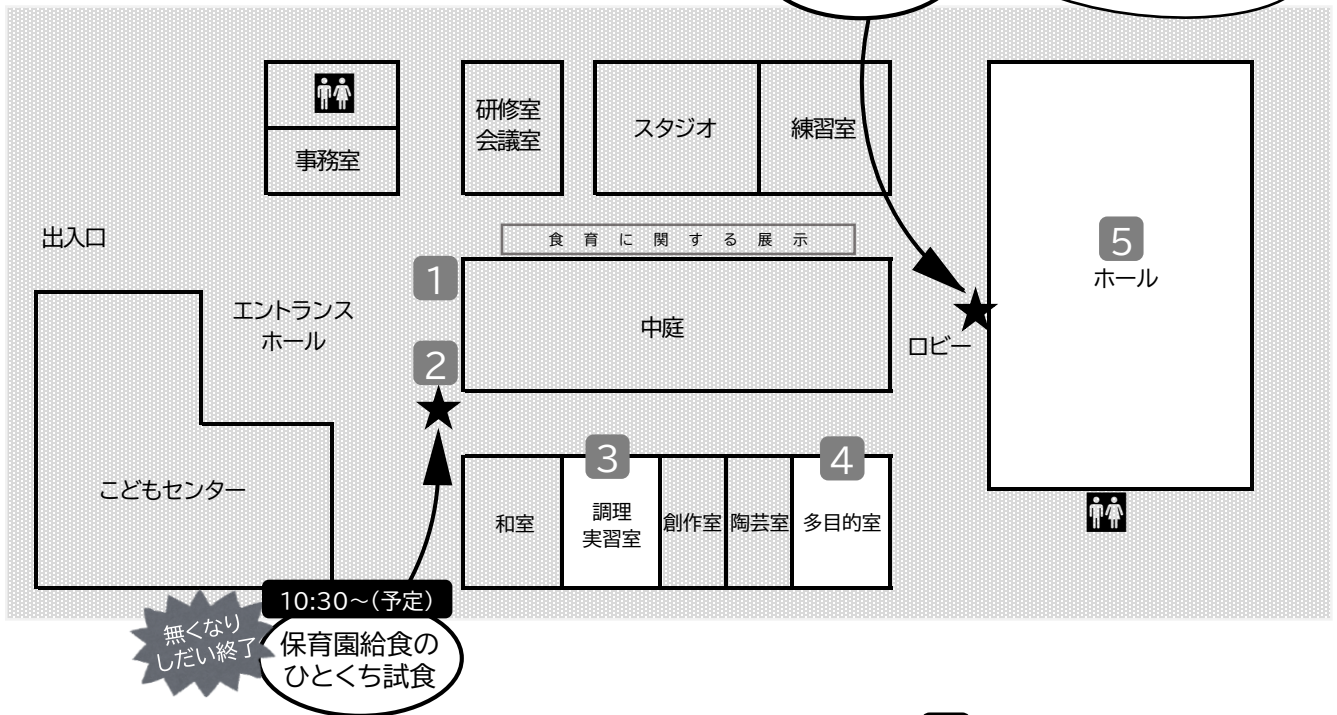 研修室
会議室
スタジオ
練習室
事務室
出入口
食育に関する展示
1
5
ホール
エントランス
ホール
中庭
ロビー
2
3
4
こどもセンター
和室
調理
実習室
創作室
陶芸室
多目的室
10:30～(予定)
無くなり
しだい終了
保育園給食の
ひとくち試食